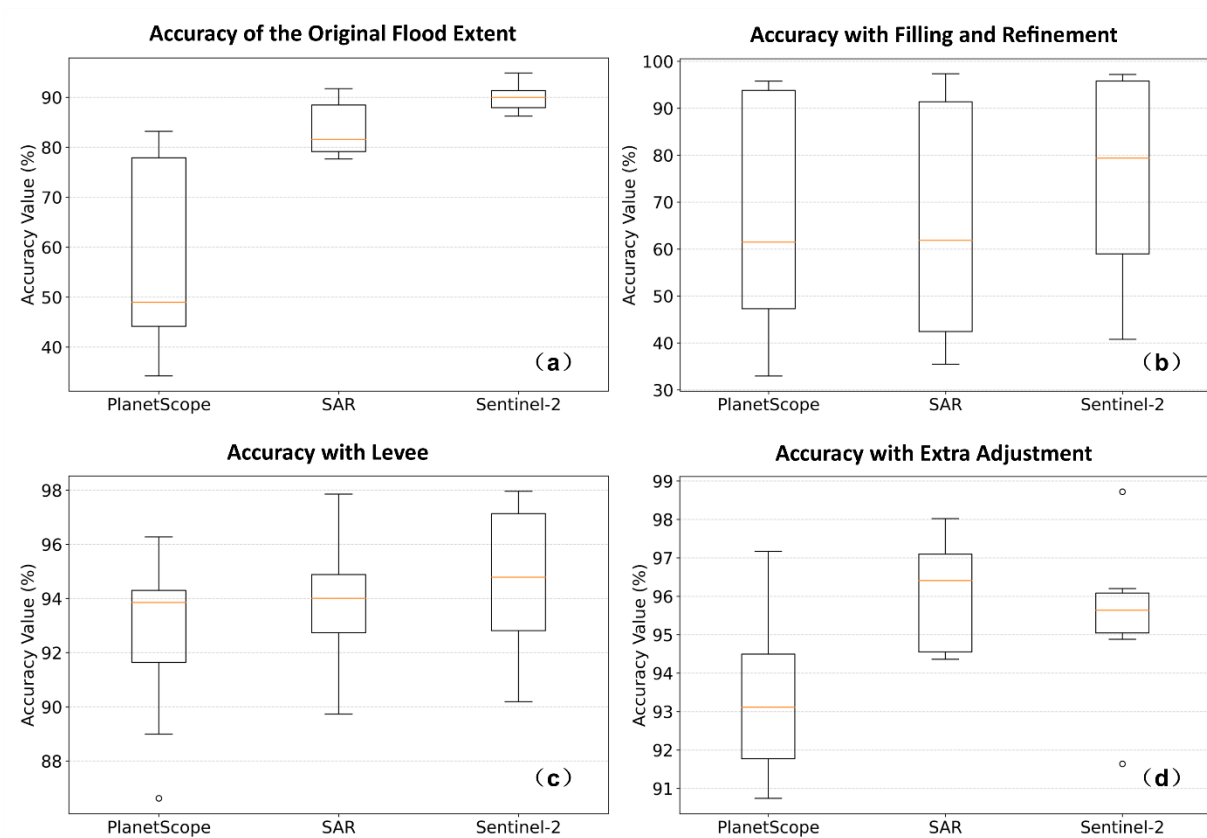 Accuracy of the Original Flood Extent
Accuracy Value (%)
90
80
70
60
50
40
PlanetScope SAR Sentinel-2
（a）
Accuracy with Filling and Refinement
Accuracy Value (%)
100
90
80
70
60
50
40
30
PlanetScope SAR Sentinel-2
（b）
Accuracy with Levee
Accuracy Value (%)
98
96
94
92
90
88
PlanetScope SAR Sentinel-2
（c）
Accuracy with Extra Adjustment
Accuracy Value (%)
99
98
97
96
95
94
93
92
91
PlanetScope SAR Sentinel-2
（d）